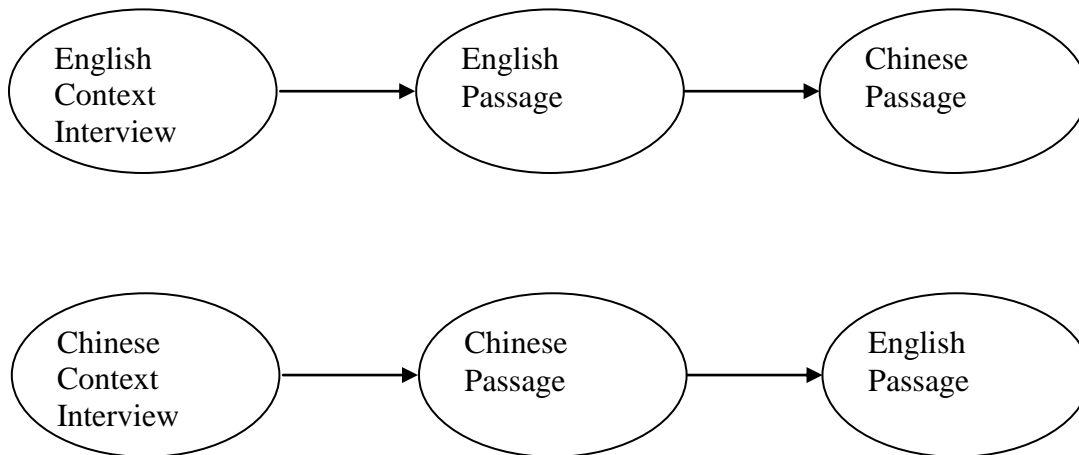 English
Context
Interview
English
Passage
Chinese
Passage
Chinese
Context
Interview
Chinese
Passage
English
Passage